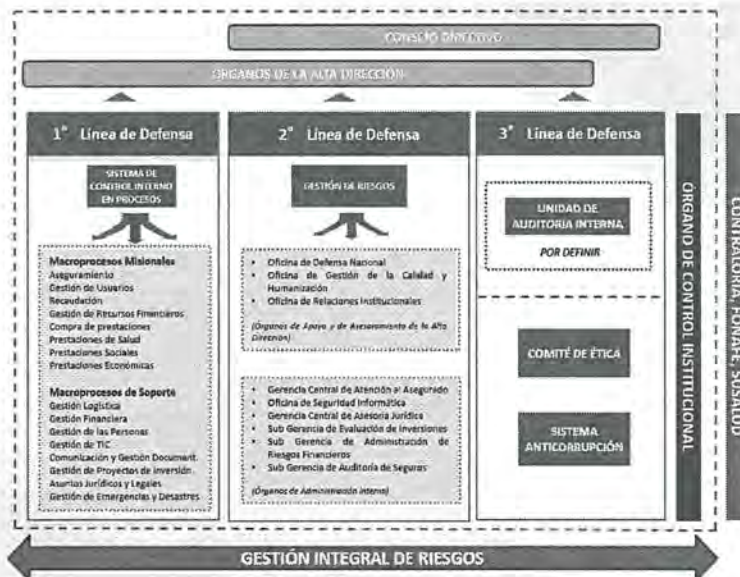 CONSEJO DIRECTIVO
ÓRGANOS DE LA ALTA DIRECCIÓN
1° Línea de Defensa
SISTEMA DE
CONTROL INTERNO
EN PROCESOS
Macroprocesos Misionales
Aseguramiento
Gestión de Usuarios
Recaudación
Gestión de Recursos Financieros
Compra de prestaciones
Prestaciones de Salud
Prestaciones Sociales
Prestaciones Económicas
Macroprocesos de Soporte
Gestión Logística
Gestión Financiera
Gestión de las Personas
Gestión de TIC
Comunicación y Gestión Document.
Gestión de Proyectos de Inversión
Asuntos Jurídicos y Legales
Gestión de Emergencias y Desastres
2° Línea de Defensa
GESTIÓN DE RIESGOS
• Oficina de Defensa Nacional
• Oficina de Gestión de la Calidad y
Humanización
• Oficina de Relaciones Institucionales
(Órganos de Apoyo y de Asesoramiento de la Alta
Dirección)
• Gerencia Central de Atención al Asegurado
• Oficina de Seguridad Informática
• Gerencia Central de Asesoría Jurídica
• Sub Gerencia de Evaluación de Inversiones
• Sub Gerencia de Administración de
Riesgos Financieros
• Sub Gerencia de Auditoría de Seguros
(Órganos de Administración Interna)
3° Línea de Defensa
UNIDAD DE
AUDITORIA INTERNA
POR DEFINIR
COMITÉ DE ÉTICA
SISTEMA
ANTICORRUPCIÓN
ÓRGANO DE CONTROL INSTITUCIONAL
CONTRALORÍA, FONAFE, SUSALUD
GESTIÓN INTEGRAL DE RIESGOS